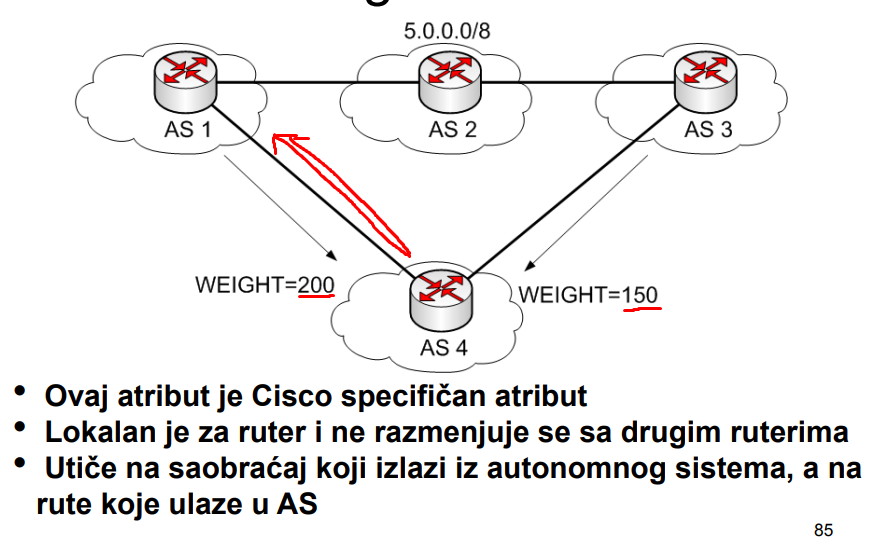 5.0.0.0/8
AS 1
AS 2
AS 3
WEIGHT=200
WEIGHT=150
AS 4
• Ovaj atribut je Cisco specifičan atribut
• Lokalan je za ruter i ne razmenjuje se sa drugim ruterima
• Utiče na saobraćaj koji izlazi iz autonomnog sistema, a na
rute koje ulaze u AS
85